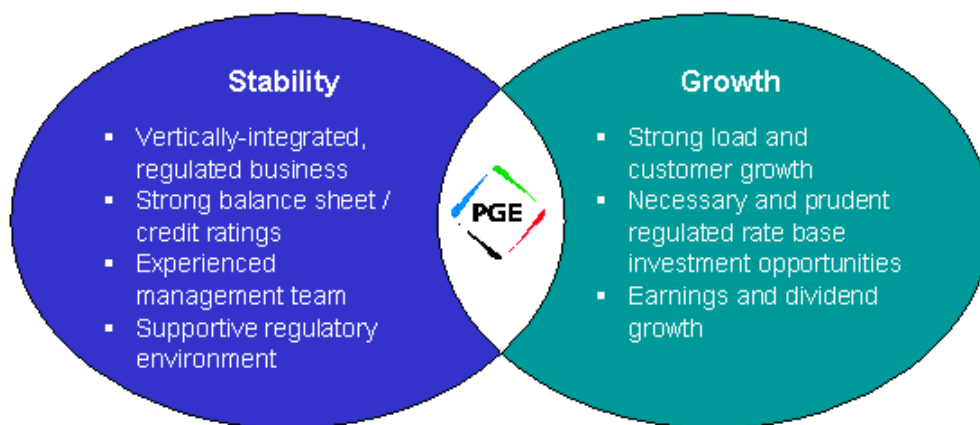 Stability
▪ Vertically-integrated,
regulated business
▪ Strong balance sheet /
credit ratings
▪ Experienced
management team
▪ Supportive regulatory
environment
PGE
Growth
▪ Strong load and
customer growth
▪ Necessary and prudent
regulated rate base
investment opportunities
▪ Earnings and dividend
growth